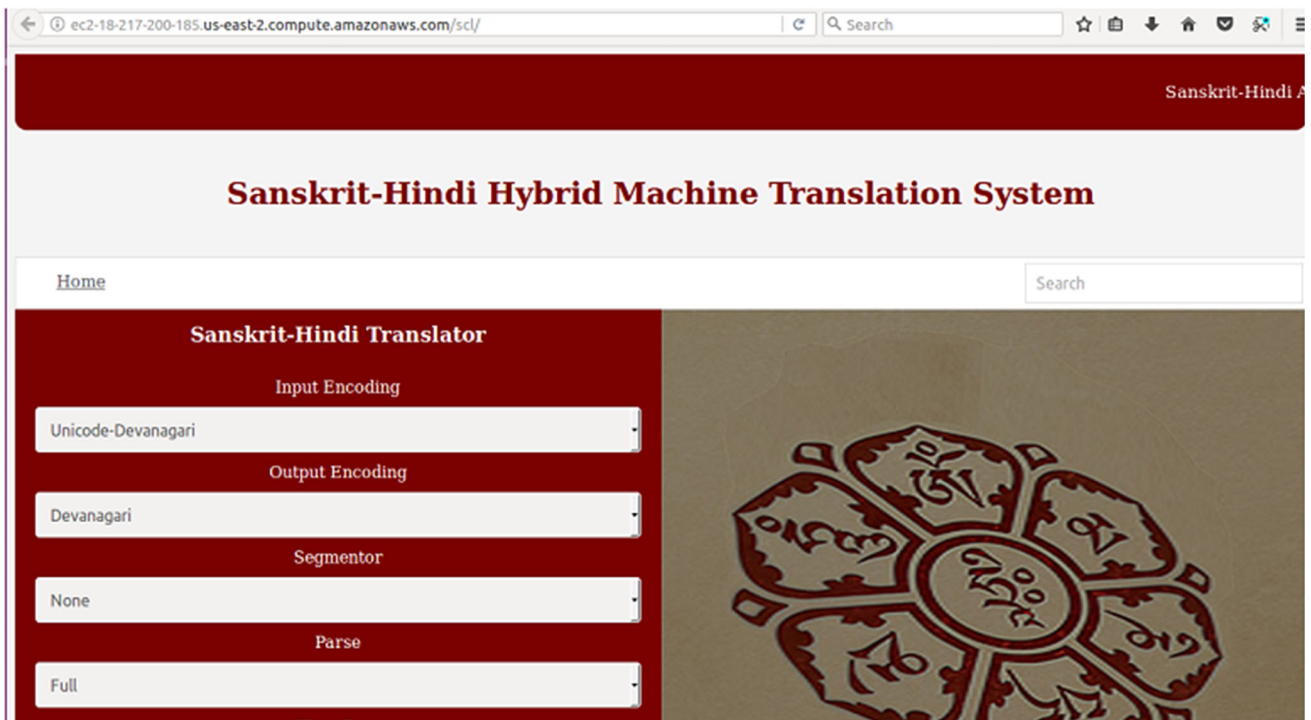 ec2-18-217-200-185.us-east-2.compute.amazonaws.com/scl/
Search
Sanskrit-Hindi A
Sanskrit-Hindi Hybrid Machine Translation System
Home
Search
Sanskrit-Hindi Translator
Input Encoding
Unicode-Devanagari
Output Encoding
Devanagari
Segmentor
None
Parse
Full